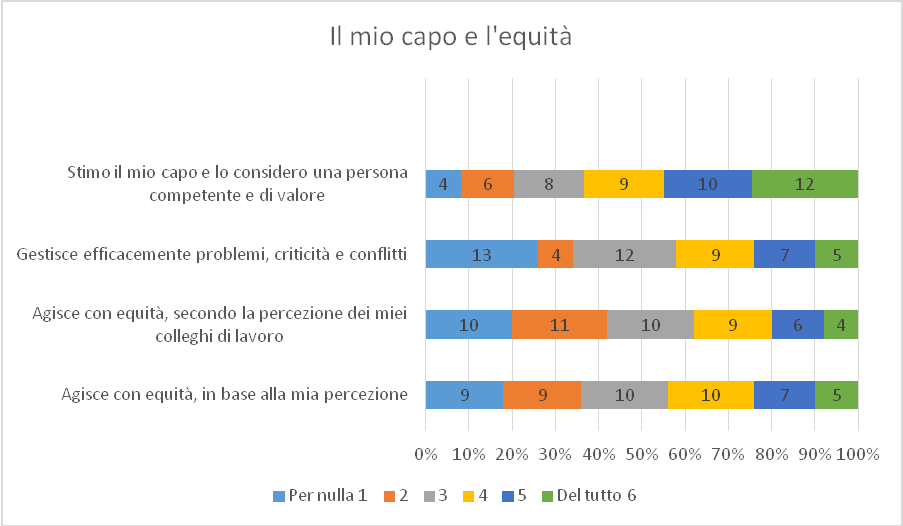 Il mio capo e l'equità
Stimo il mio capo e lo considero una persona
competente e di valore
4 6 8 9 10 12
Gestisce efficacemente problemi, criticità e conflitti
13 4 12 9 7 5
Agisce con equità, secondo la percezione dei miei
colleghi di lavoro
10 11 10 9 6 4
Agisce con equità, in base alla mia percezione
9 9 10 10 7 5
0% 10% 20% 30% 40% 50% 60% 70% 80% 90% 100%
Per nulla 1 2 3 4 5 Del tutto 6